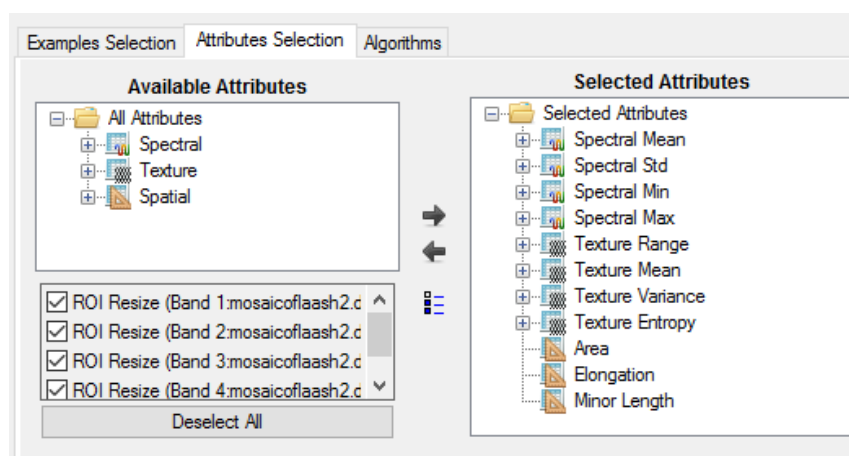 Examples Selection Attributes Selection Algorithms
Available Attributes
All Attributes
Spectral
Texture
Spatial
ROI Resize (Band 1:mosaicoflaash2.d
ROI Resize (Band 2:mosaicoflaash2.d
ROI Resize (Band 3:mosaicoflaash2.d
ROI Resize (Band 4:mosaicoflaash2.d
Deselect All
Selected Attributes
Selected Attributes
Spectral Mean
Spectral Std
Spectral Min
Spectral Max
Texture Range
Texture Mean
Texture Variance
Texture Entropy
Area
Elongation
Minor Length